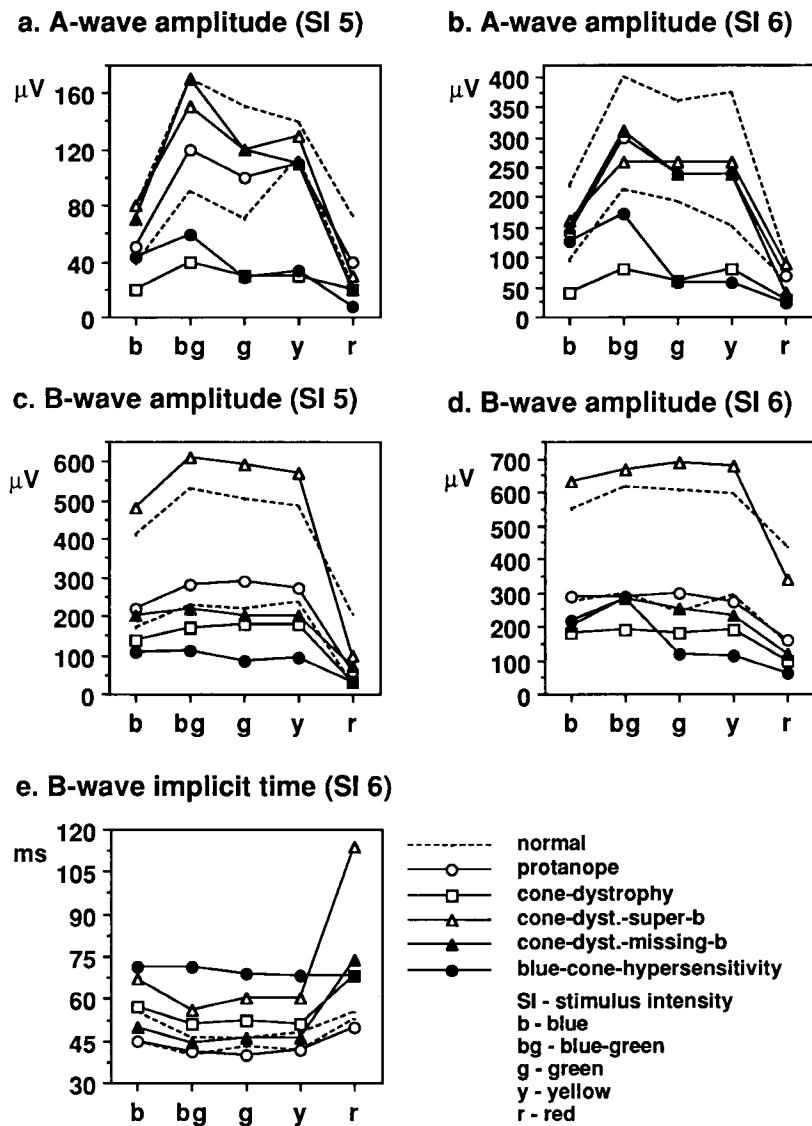 a. A-wave amplitude (SI 5)
μV
160
120
80
40
0
b bg g y r
b. A-wave amplitude (SI 6)
μV
400
350
300
250
200
150
100
50
0
b bg g y r
c. B-wave amplitude (SI 5)
μV
600
500
400
300
200
100
0
b bg g y r
d. B-wave amplitude (SI 6)
μV
700
600
500
400
300
200
100
0
b bg g y r
e. B-wave implicit time (SI 6)
ms
120
105
90
75
60
45
30
b bg g y r
normal
protanope
cone-dystrophy
cone-dyst.-super-b
cone-dyst.-missing-b
blue-cone-hypersensitivity
SI - stimulus intensity
b - blue
bg - blue-green
g - green
y - yellow
r - red